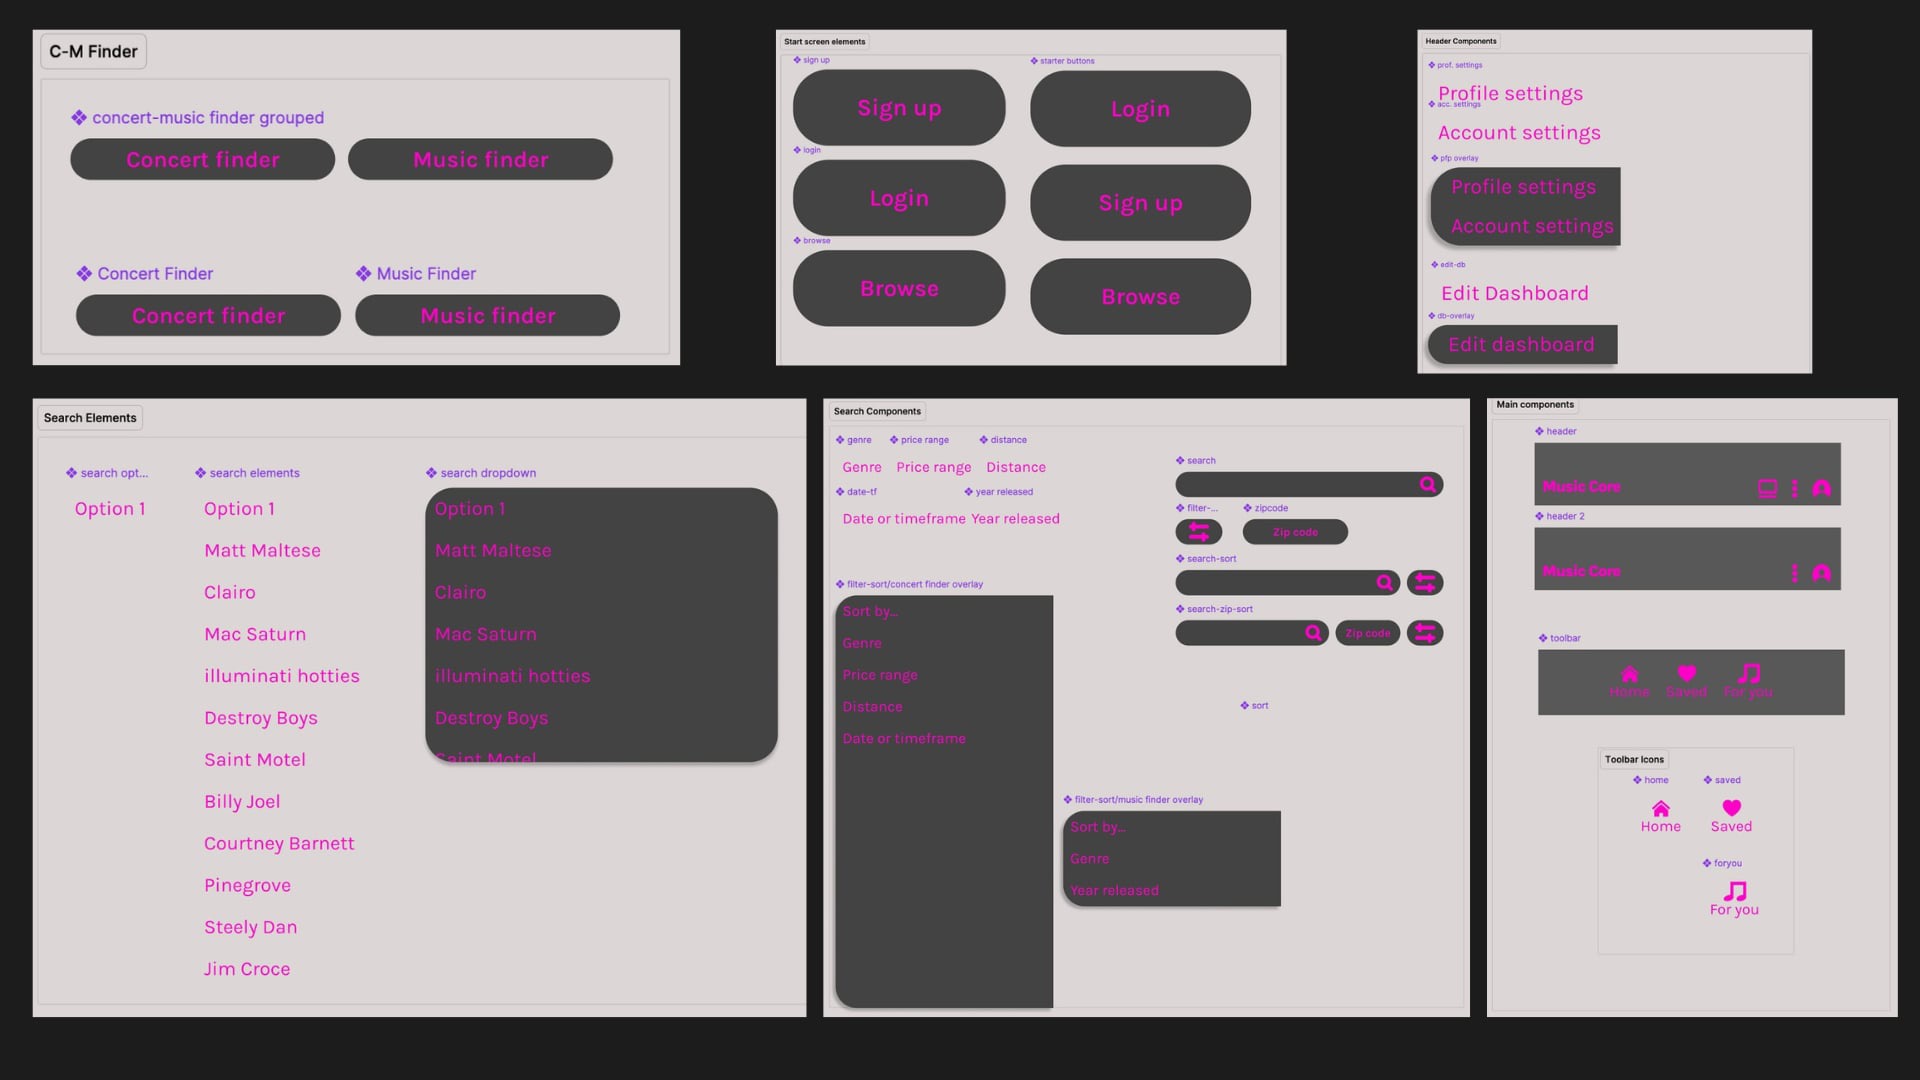 C-M Finder
concert-music finder grouped
Concert finder
Music finder
Concert Finder
Music Finder
Concert finder
Music finder
Start screen elements
sign up
starter buttons
Sign up
Login
login
Login
Sign up
browse
Browse
Browse
Header Components
prof. settings
Profile settings
acc. settings
Account settings
pfp overlay
Profile settings
Account settings
edit-db
Edit Dashboard
db-overlay
Edit dashboard
Search Elements
search opt...
search elements
search dropdown
Option 1
Option 1
Matt Maltese
Clairo
Mac Saturn
illuminati hotties
Destroy Boys
Saint Motel
Billy Joel
Courtney Barnett
Pinegrove
Steely Dan
Jim Croce
Option 1
Matt Maltese
Clairo
Mac Saturn
illuminati hotties
Destroy Boys
Saint Motel
Search Components
genre
price range
distance
Genre
Price range
Distance
date-tf
year released
Date or timeframe
Year released
filter-sort/concert finder overlay
Sort by...
Genre
Price range
Distance
Date or timeframe
search
filter-...
zipcode
Zip code
search-sort
search-zip-sort
Zip code
sort
filter-sort/music finder overlay
Sort by...
Genre
Year released
Main components
header
Music Core
header 2
Music Core
toolbar
Home
Saved
For you
Toolbar Icons
home
saved
Home
Saved
foryou
For you